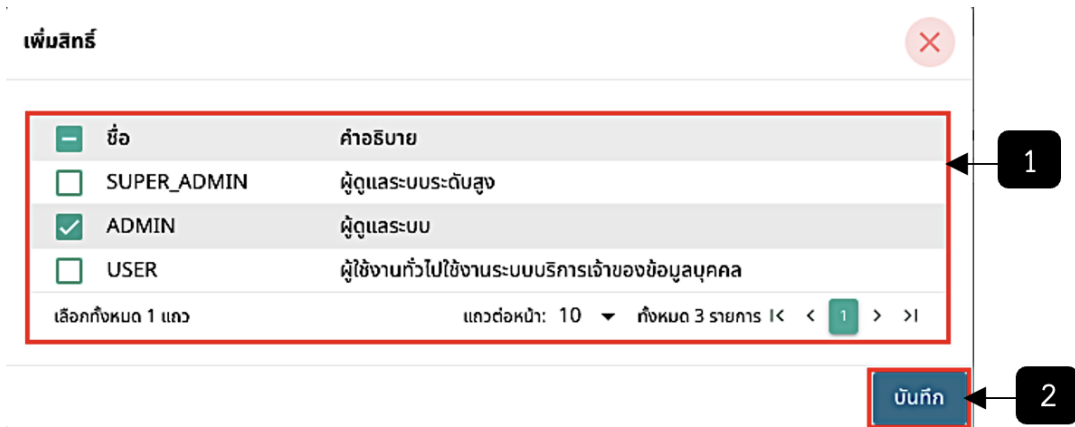 เพิ่มสิทธิ์
ชื่อ คำอธิบาย
1
SUPER_ADMIN ผู้ดูแลระบบระดับสูง
ADMIN ผู้ดูแลระบบ
USER ผู้ใช้งานทั่วไปใช้งานระบบบริการเจ้าของข้อมูลบุคคล
เลือกทั้งหมด 1 แถว แถวต่อหน้า: 10 ทั้งหมด 3 รายการ 1
บันทึก 2